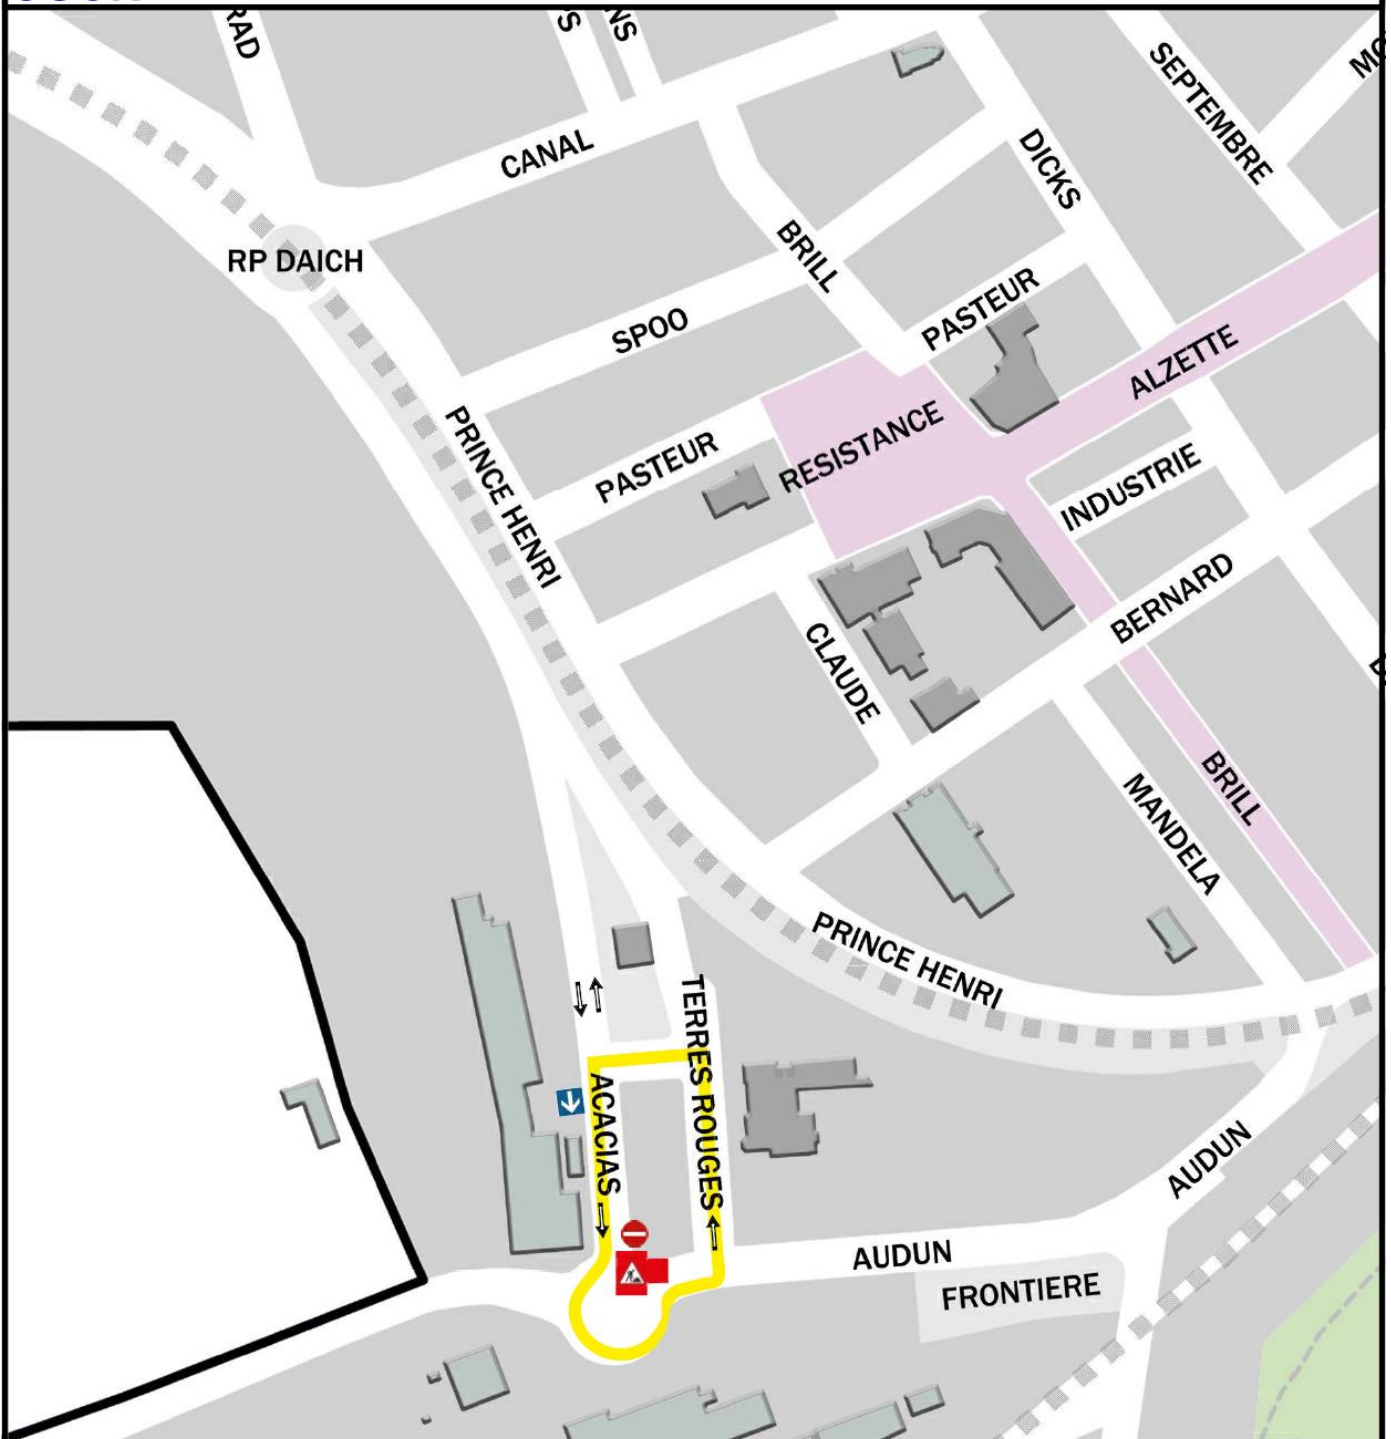 CANAL
DICKS
SEPTEMBRE
BRILL
RP DAICH
SPOO
PASTEUR
ALZETTE
PRINCE HENRI
PASTEUR
RESISTANCE
INDUSTRIE
BERNARD
CLAUDE
BRILL
MANDELA
PRINCE HENRI
TERRES ROUGES
ACACIAS
AUDUN
AUDUN
FRONTIERE